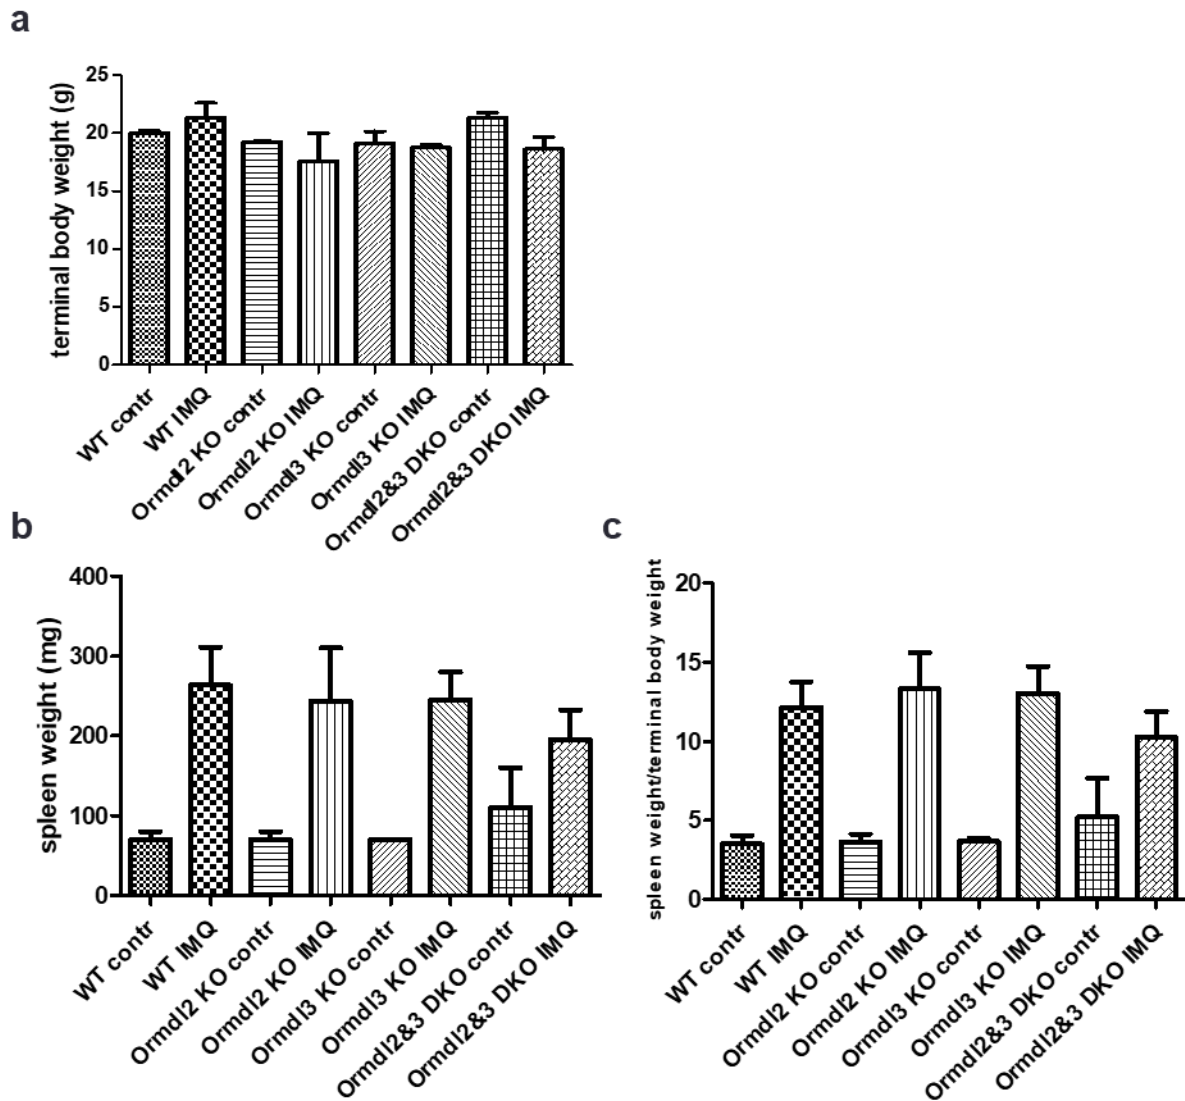 a
terminal body weight (g)
25
20
15
10
5
0
WT contr
WT IMQ
Ormdl2 KO contr
Ormdl2 KO IMQ
Ormdl3 KO contr
Ormdl3 KO IMQ
Ormdl2&3 DKO contr
Ormdl2&3 DKO IMQ
b
spleen weight (mg)
400
300
200
100
0
WT contr
WT IMQ
Ormdl2 KO contr
Ormdl2 KO IMQ
Ormdl3 KO contr
Ormdl3 KO IMQ
Ormdl2&3 DKO contr
Ormdl2&3 DKO IMQ
c
spleen weight/terminal body weight
20
15
10
5
0
WT contr
WT IMQ
Ormdl2 KO contr
Ormdl2 KO IMQ
Ormdl3 KO contr
Ormdl3 KO IMQ
Ormdl2&3 DKO contr
Ormdl2&3 DKO IMQ